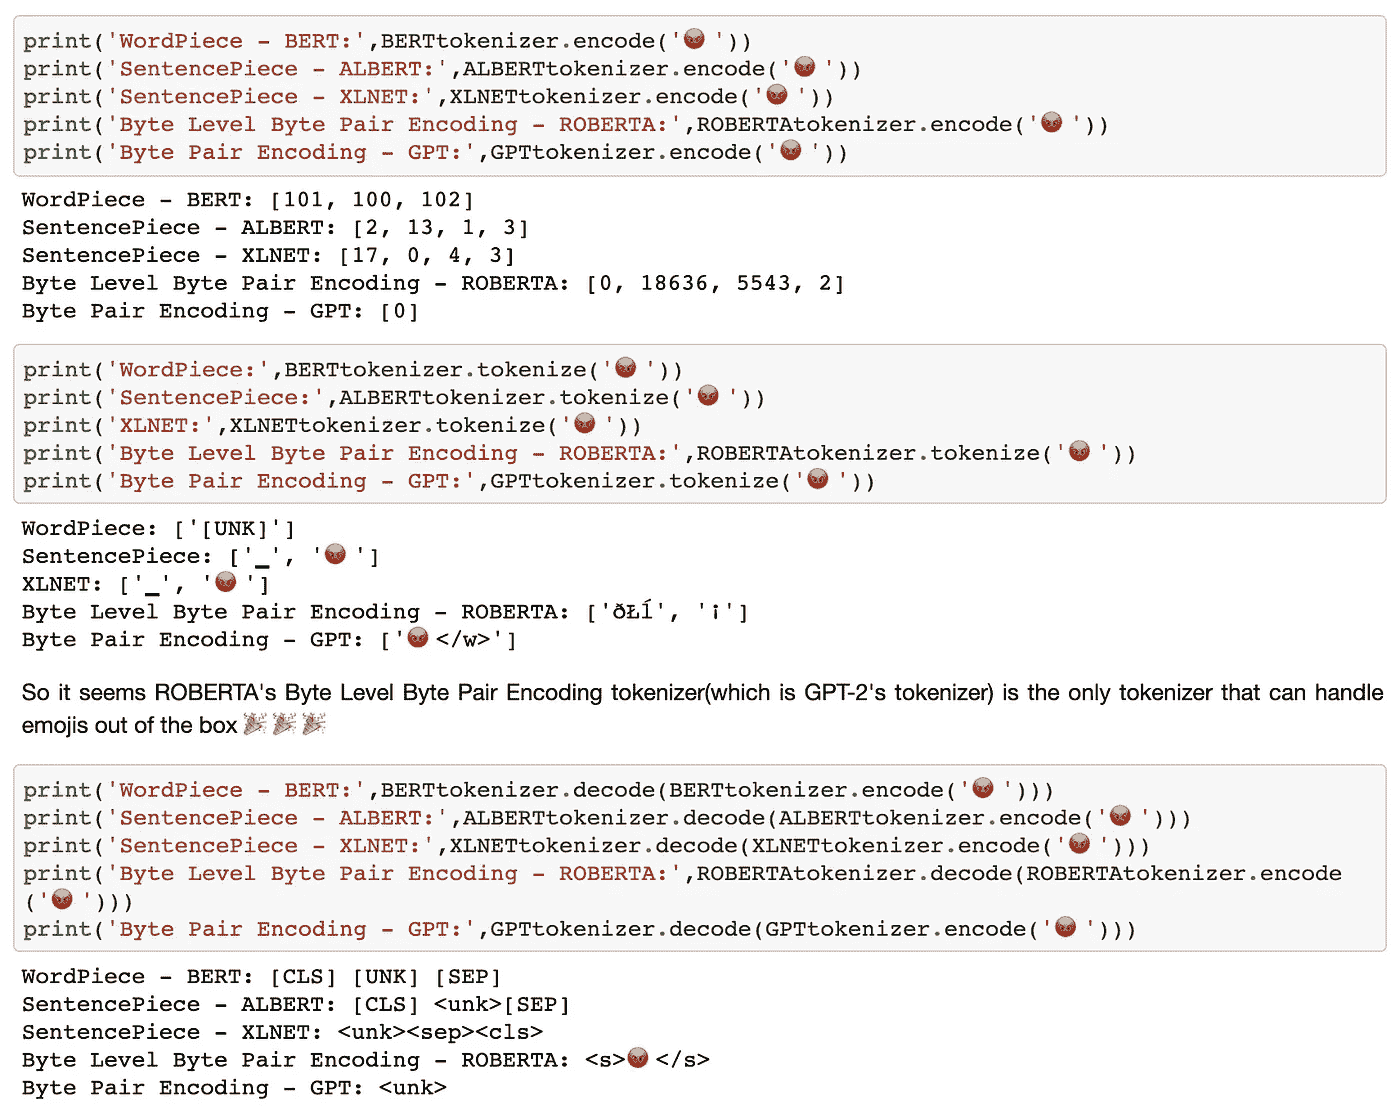 print('WordPiece - BERT:',BERTtokenizer.encode('😡 '))
print('SentencePiece - ALBERT:',ALBERTtokenizer.encode('😡 '))
print('SentencePiece - XLNET:',XLNETtokenizer.encode('😡 '))
print('Byte Level Byte Pair Encoding - ROBERTA:',ROBERTAtokenizer.encode('😡 '))
print('Byte Pair Encoding - GPT:',GPTtokenizer.encode('😡 '))
WordPiece - BERT: [101, 100, 102]
SentencePiece - ALBERT: [2, 13, 1, 3]
SentencePiece - XLNET: [17, 0, 4, 3]
Byte Level Byte Pair Encoding - ROBERTA: [0, 18636, 5543, 2]
Byte Pair Encoding - GPT: [0]
print('WordPiece:',BERTtokenizer.tokenize('😡 '))
print('SentencePiece:',ALBERTtokenizer.tokenize('😡 '))
print('XLNET:',XLNETtokenizer.tokenize('😡 '))
print('Byte Level Byte Pair Encoding - ROBERTA:',ROBERTAtokenizer.tokenize('😡 '))
print('Byte Pair Encoding - GPT:',GPTtokenizer.tokenize('😡 '))
WordPiece: ['[UNK]']
SentencePiece: ['▁', '😡 ']
XLNET: ['▁', '😡 ']
Byte Level Byte Pair Encoding - ROBERTA: ['ðŁĺ', '¡']
Byte Pair Encoding - GPT: ['😡 </w>']
So it seems ROBERTA's Byte Level Byte Pair Encoding tokenizer(which is GPT-2's tokenizer) is the only tokenizer that can handle
emojis out of the box 🎉 🎉 🎉
print('WordPiece - BERT:',BERTtokenizer.decode(BERTtokenizer.encode('😡 ')))
print('SentencePiece - ALBERT:',ALBERTtokenizer.decode(ALBERTtokenizer.encode('😡 ')))
print('SentencePiece - XLNET:',XLNETtokenizer.decode(XLNETtokenizer.encode('😡 ')))
print('Byte Level Byte Pair Encoding - ROBERTA:',ROBERTAtokenizer.decode(ROBERTAtokenizer.encode
('😡 ')))
print('Byte Pair Encoding - GPT:',GPTtokenizer.decode(GPTtokenizer.encode('😡 ')))
WordPiece - BERT: [CLS] [UNK] [SEP]
SentencePiece - ALBERT: [CLS] <unk>[SEP]
SentencePiece - XLNET: <unk><sep><cls>
Byte Level Byte Pair Encoding - ROBERTA: <s>😡 </s>
Byte Pair Encoding - GPT: <unk>